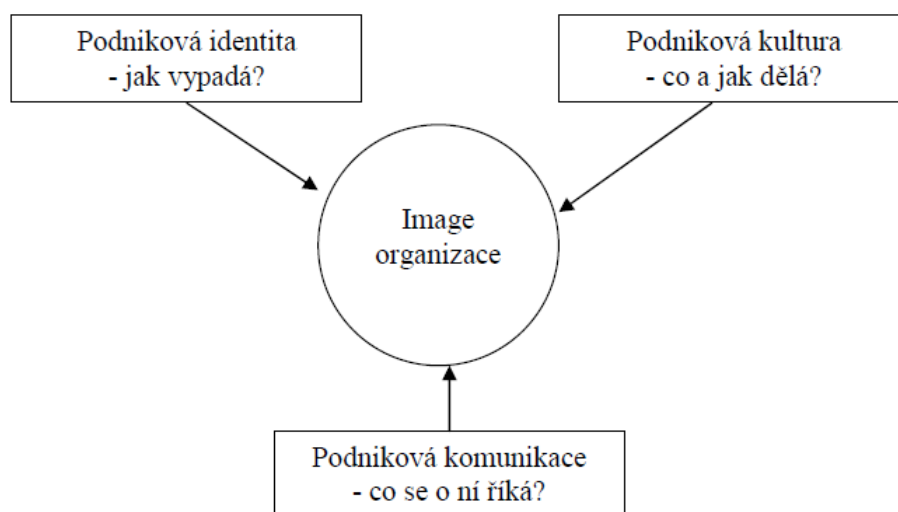 Podniková identita
- jak vypadá?
Podniková kultura
- co a jak dělá?
Image
organizace
Podniková komunikace
- co se o ní říká?